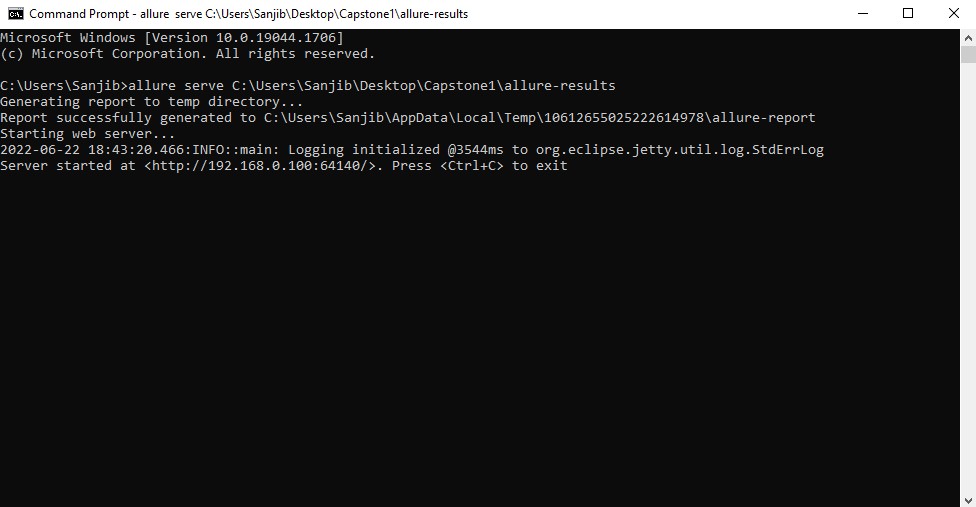 Command Prompt - allure  serve C:\Users\Sanjib\Desktop\Capstone1\allure-results
Microsoft Windows [Version 10.0.19044.1706]
(c) Microsoft Corporation. All rights reserved.
C:\Users\Sanjib>allure serve C:\Users\Sanjib\Desktop\Capstone1\allure-results
Generating report to temp directory...
Report successfully generated to C:\Users\Sanjib\AppData\Local\Temp\10612655025222614978\allure-report
Starting web server...
2022-06-22 18:43:20.466:INFO::main: Logging initialized @3544ms to org.eclipse.jetty.util.log.StdErrLog
Server started at <http://192.168.0.100:64140/>. Press <Ctrl+C> to exit